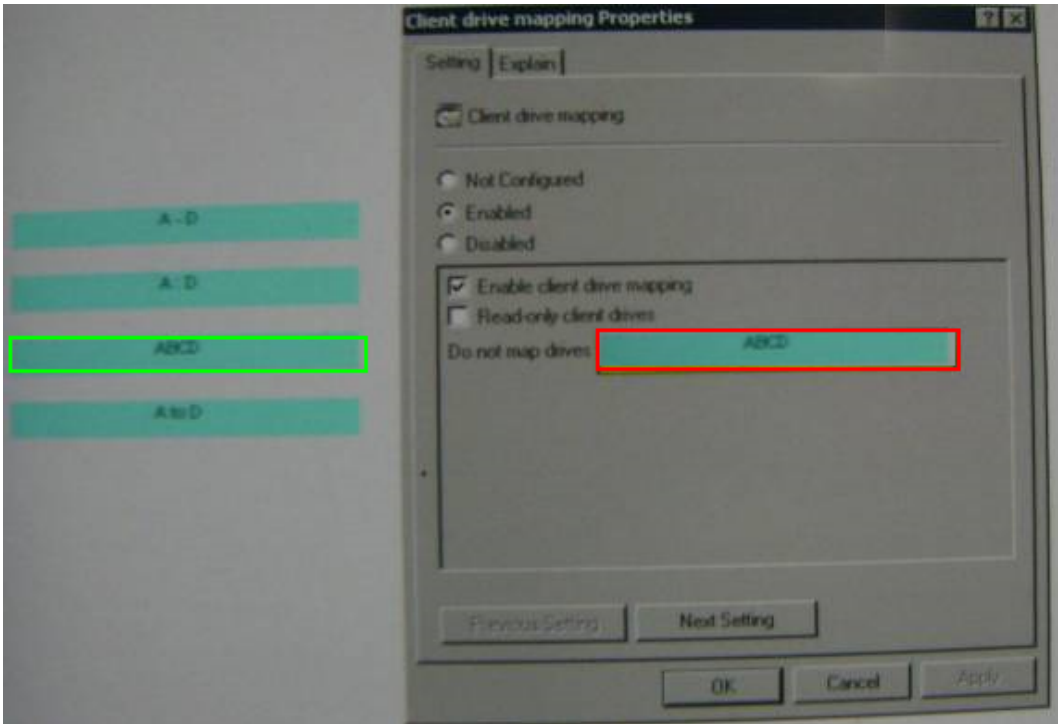 Client drive mapping Properties
Setting
Explain
Client drive mapping
Not Configured
Enabled
Disabled
A - D
A : D
ABCD
A to D
Enable client drive mapping
Read-only client drives
Do not map drives
ABCD
Previous Setting
Next Setting
OK
Cancel
Apply